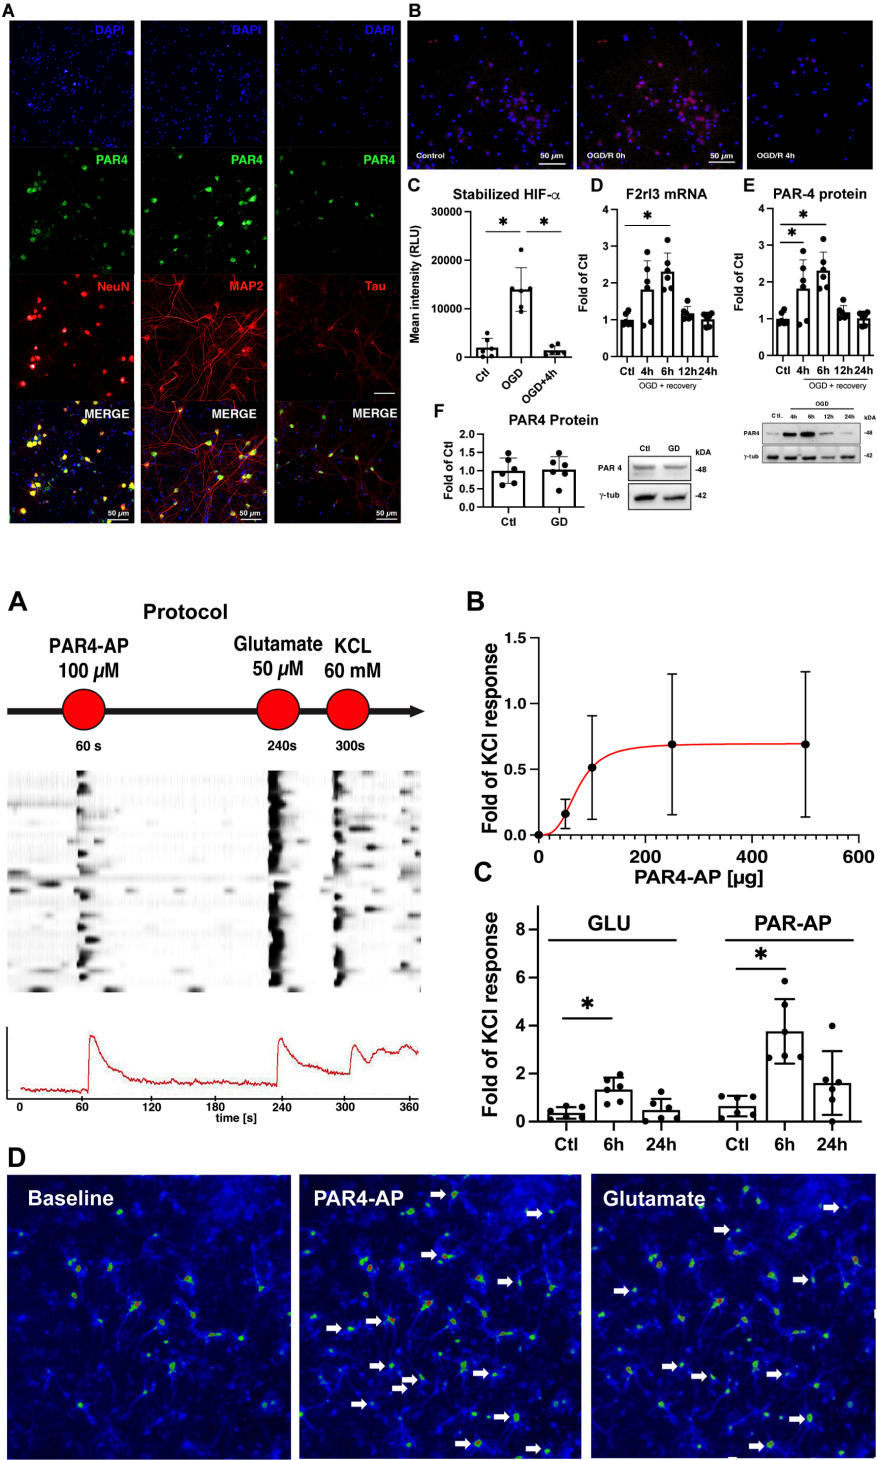 A
DAPI
DAPI
DAPI
PAR4
PAR4
PAR4
NeuN
MAP2
Tau
MERGE
MERGE
MERGE
50 µm
50 µm
50 µm
B
Control
50 µm
OGD/R 0h
50 µm
OGD/R 4h
C
Stabilized HIF-α
Mean intensity (RLU)
30000
20000
10000
0
*
*
Ctl
OGD
OGD+4h
D
F2rl3 mRNA
Fold of Ctl
4
3
2
1
0
*
Ctl
4h
6h
12h
24h
OGD + recovery
E
PAR-4 protein
Fold of Ctl
4
3
2
1
0
*
*
Ctl
4h
6h
12h
24h
OGD + recovery
OGD
Ctl.
4h
6h
12h
24h
kDA
PAR4
-48
γ-tub
-42
F
PAR4 Protein
Fold of Ctl
2.0
1.5
1.0
0.5
0.0
Ctl
GD
Ctl
GD
kDA
PAR 4
-48
γ-tub
-42
A
Protocol
PAR4-AP
100 µM
Glutamate
50 µM
KCL
60 mM
60 s
240s
300s
0
60
120
180
240
300
360
time [s]
B
Fold of KCl response
1.5
1.0
0.5
0.0
0
200
400
600
PAR4-AP [µg]
C
Fold of KCl response
8
6
4
2
0
GLU
PAR-AP
*
*
Ctl
6h
24h
Ctl
6h
24h
D
Baseline
PAR4-AP
Glutamate